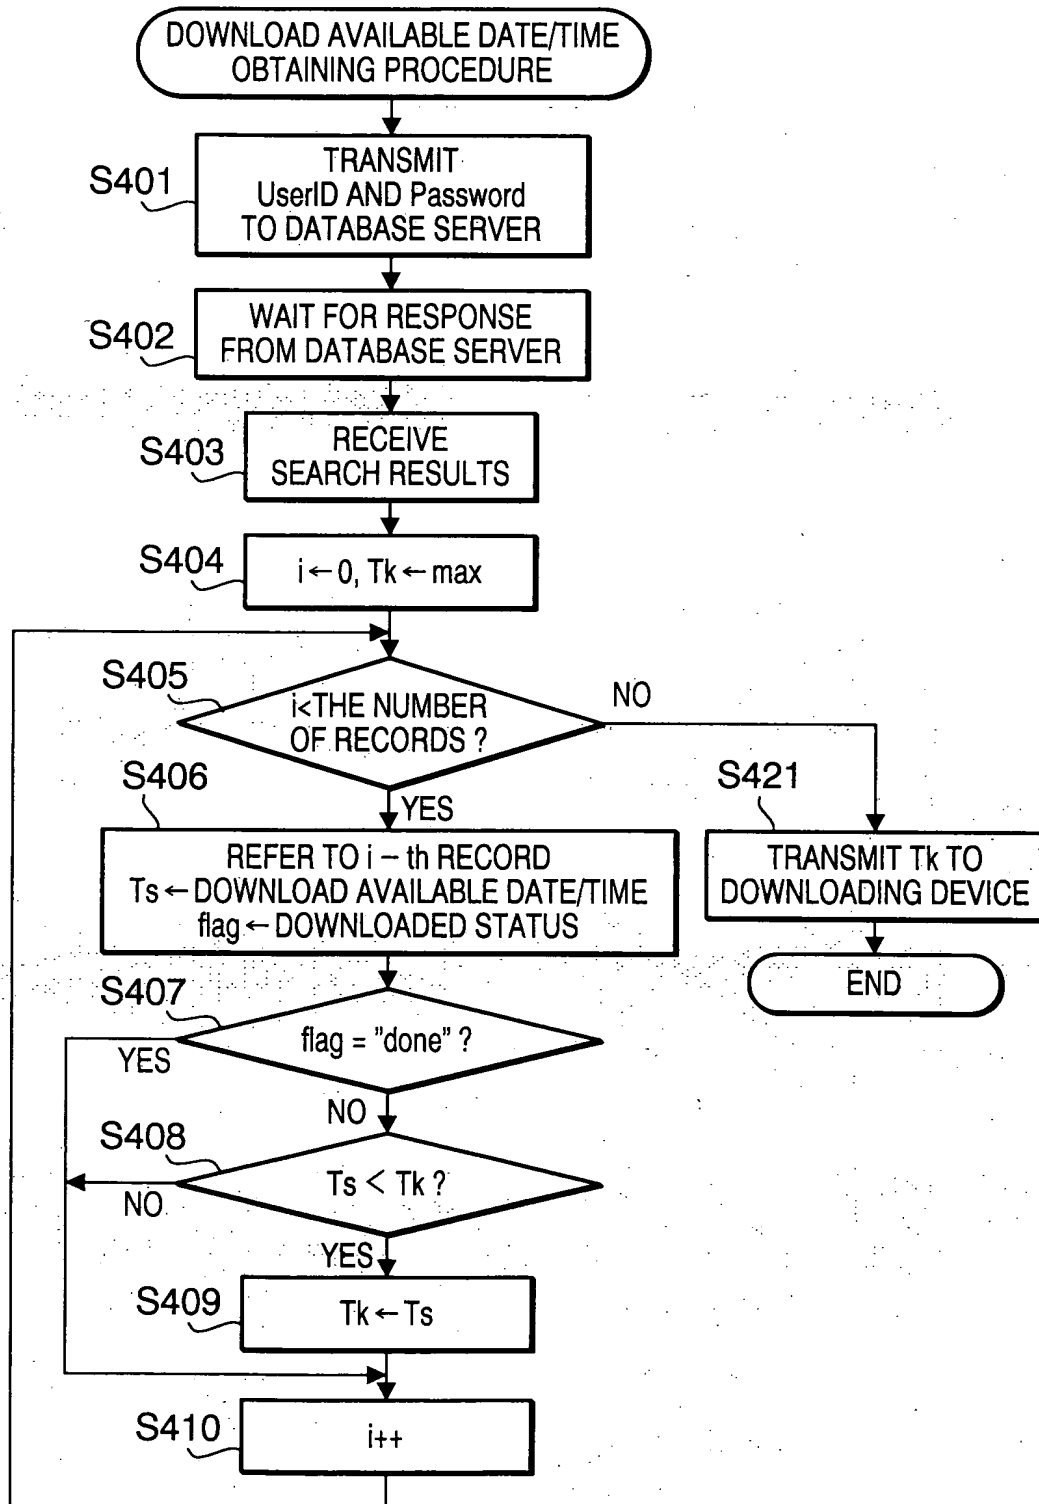 DOWNLOAD AVAILABLE DATE/TIME
OBTAINING PROCEDURE
S401
TRANSMIT
UserID AND Password
TO DATABASE SERVER
S402
WAIT FOR RESPONSE
FROM DATABASE SERVER
S403
RECEIVE
SEARCH RESULTS
S404
i←0, Tk←max
S405
i<THE NUMBER
OF RECORDS ?
NO
YES
S406
REFER TO i – th RECORD
Ts←DOWNLOAD AVAILABLE DATE/TIME
flag←DOWNLOADED STATUS
S421
TRANSMIT Tk TO
DOWNLOADING DEVICE
END
S407
flag = "done" ?
YES
NO
S408
Ts < Tk ?
NO
YES
S409
Tk←Ts
S410
i++